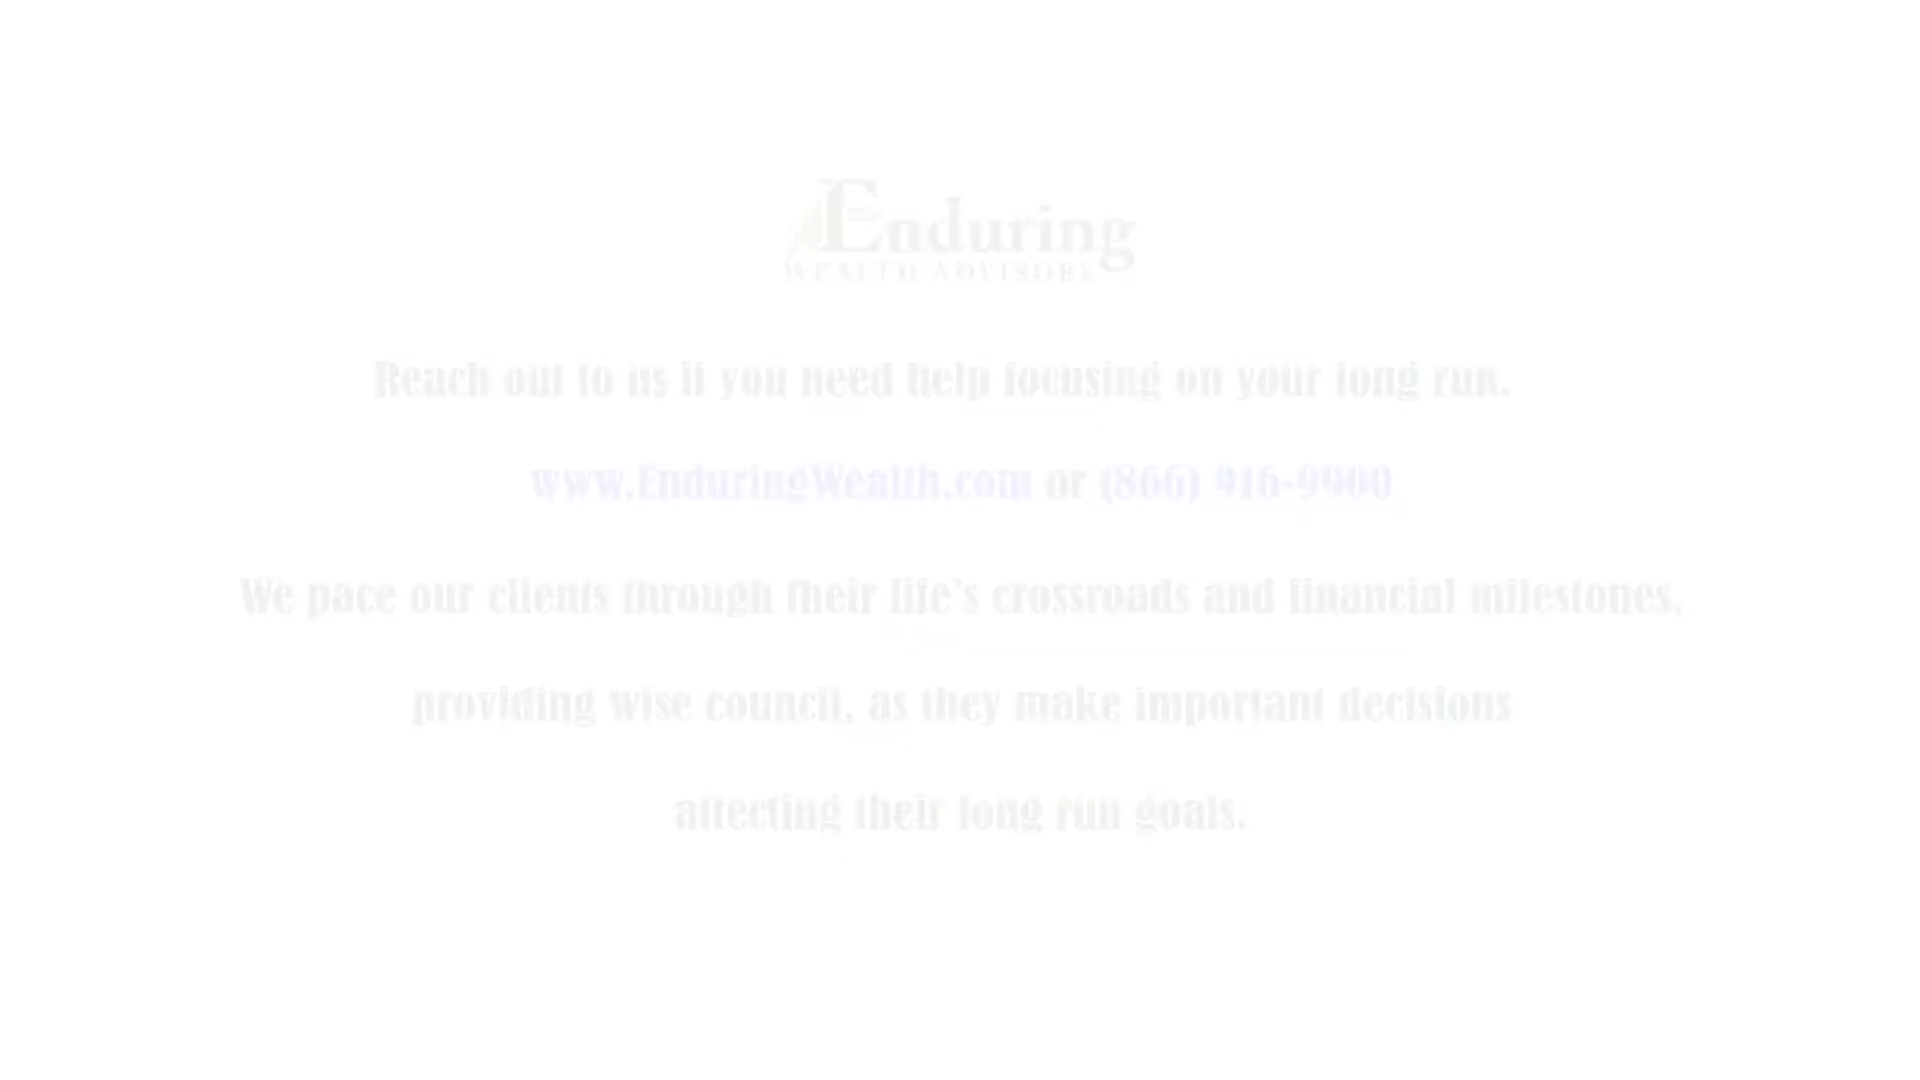 Enduring
WEALTH ADVISORS
Reach out to us if you need help focusing on your long run.
www.EnduringWealth.com or (866) 916-9900
We pace our clients through their life's crossroads and financial milestones,
providing wise council, as they make important decisions
affecting their long run goals.